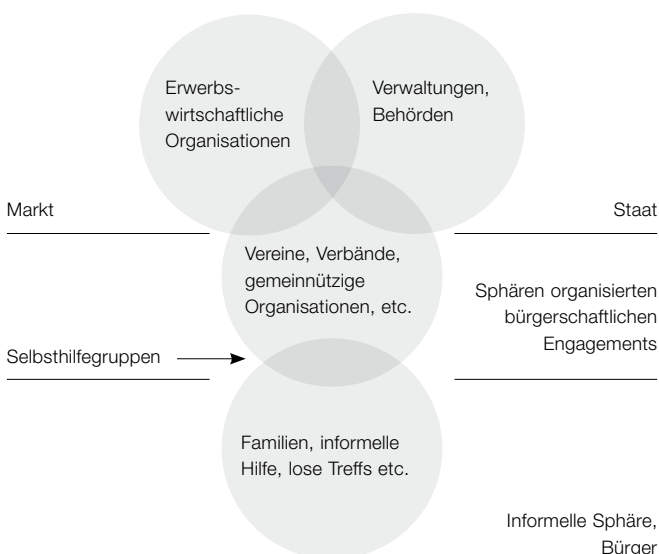 Erwerbs-
wirtschaftliche
Organisationen
Verwaltungen,
Behörden
Markt
Staat
Vereine, Verbände,
gemeinnützige
Organisationen, etc.
Sphären organisierten
bürgerschaftlichen
Engagements
Selbsthilfegruppen
Familien, informelle
Hilfe, lose Treffs etc.
Informelle Sphäre,
Bürger